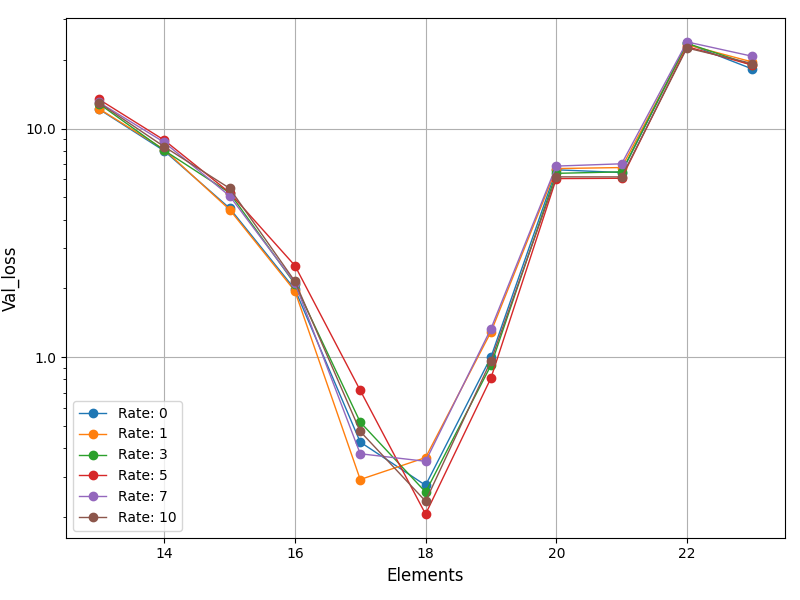 10.0
1.0
Val_loss
Rate: 0
Rate: 1
Rate: 3
Rate: 5
Rate: 7
Rate: 10
14 16 18 20 22
Elements